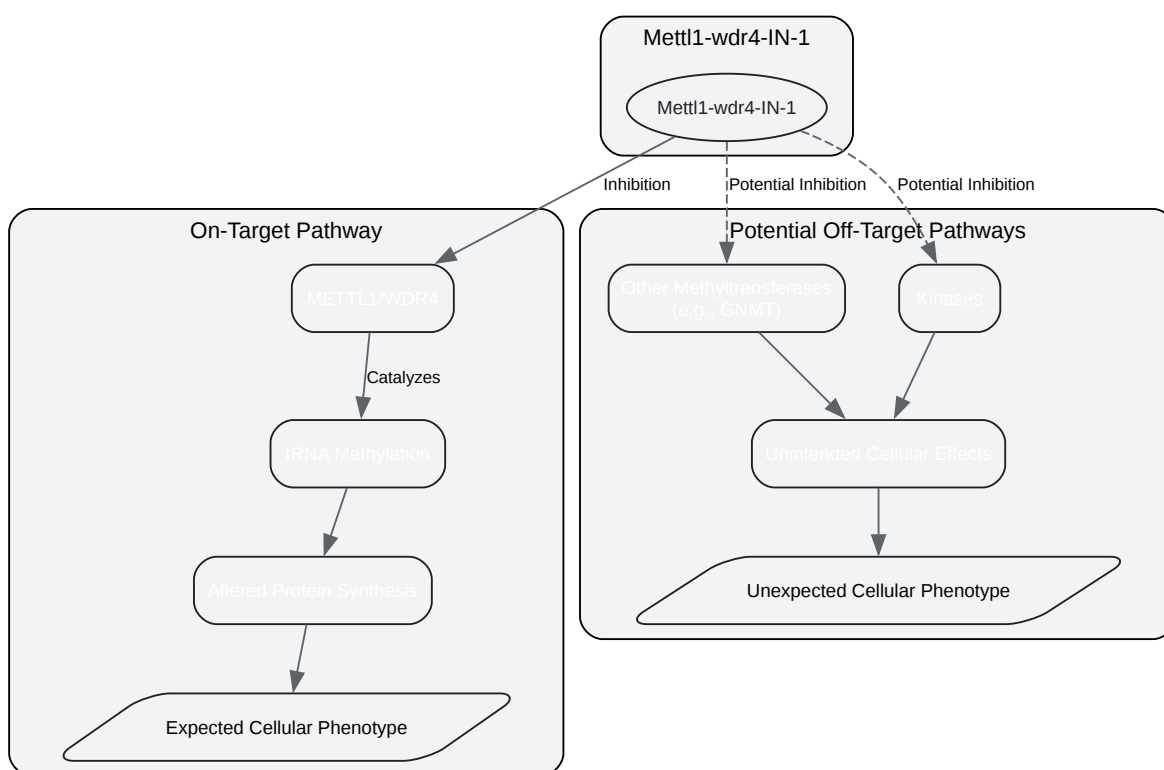 Mettl1-wdr4-IN-1
Mettl1-wdr4-IN-1
Inhibition
Potential Inhibition
Potential Inhibition
On-Target Pathway
METTL1/WDR4
Catalyzes
tRNA Methylation
Altered Protein Synthesis
Expected Cellular Phenotype
Potential Off-Target Pathways
Other Methyltransferases
(e.g., GNMT)
Kinases
Unintended Cellular Effects
Unexpected Cellular Phenotype